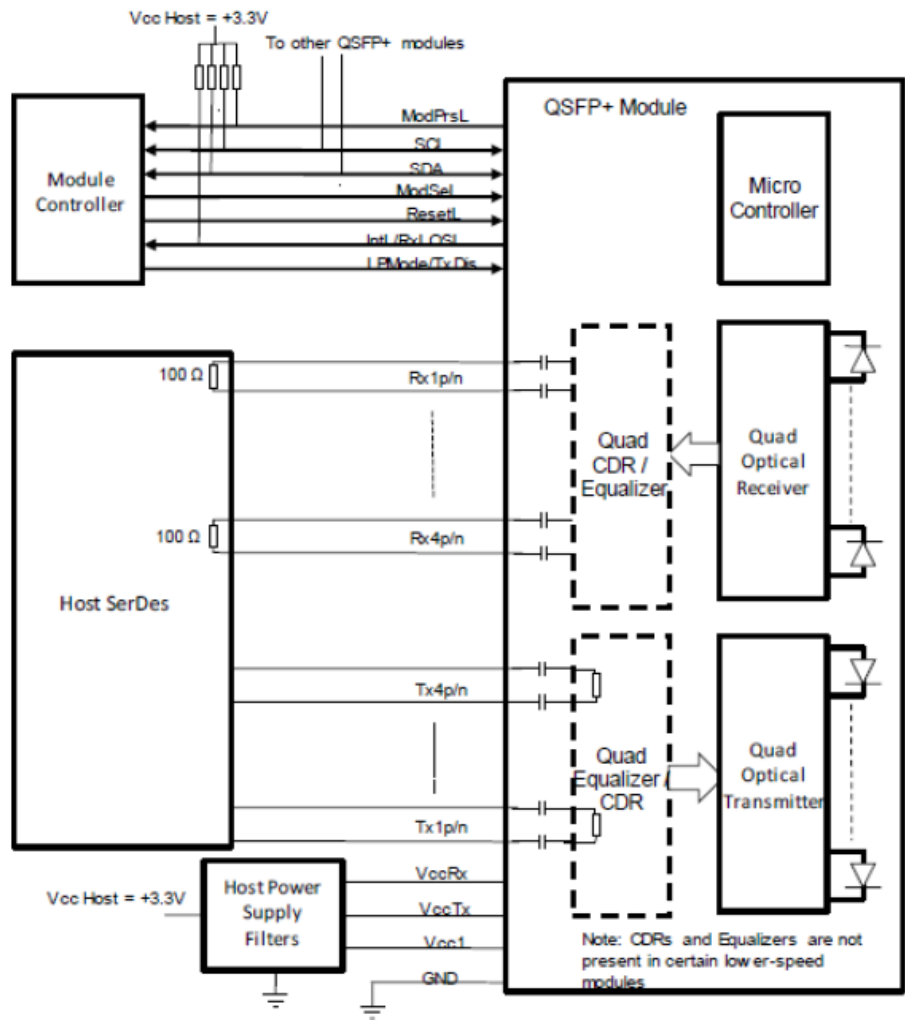 Vcc Host = +3.3V
To other QSFP+ modules
QSFP+ Module
Module
Controller
ModPrsL
SCL
SDA
ModSeL
ResetL
IntL/RxLOSL
LPMode/Tx Dis
Micro
Controller
100 Ω
Rx1p/n
100 Ω
Rx4p/n
Quad
CDR /
Equalizer
Quad
Optical
Receiver
Host SerDes
Tx4p/n
Tx1p/n
Quad
Equalizer /
CDR
Quad
Optical
Transmitter
Vcc Host = +3.3V
Host Power
Supply
Filters
VccRx
VccTx
Vcc1
GND
Note: CDRs and Equalizers are not
present in certain lower-speed
modules